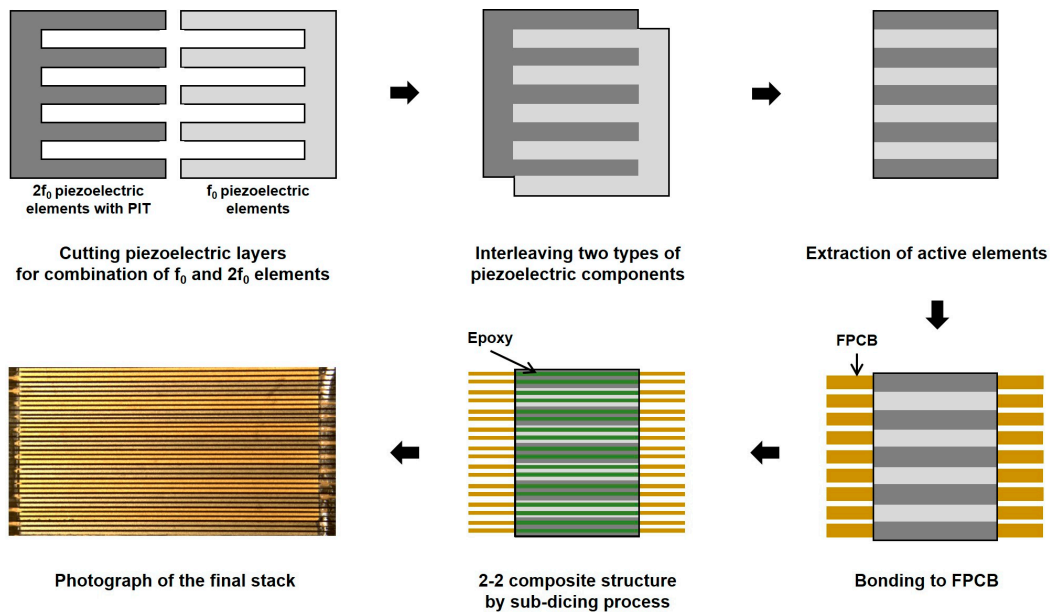 2f₀ piezoelectric
elements with PIT
f₀ piezoelectric
elements
Cutting piezoelectric layers
for combination of f₀ and 2f₀ elements
Interleaving two types of
piezoelectric components
Extraction of active elements
FPCB
Bonding to FPCB
Epoxy
2-2 composite structure
by sub-dicing process
Photograph of the final stack